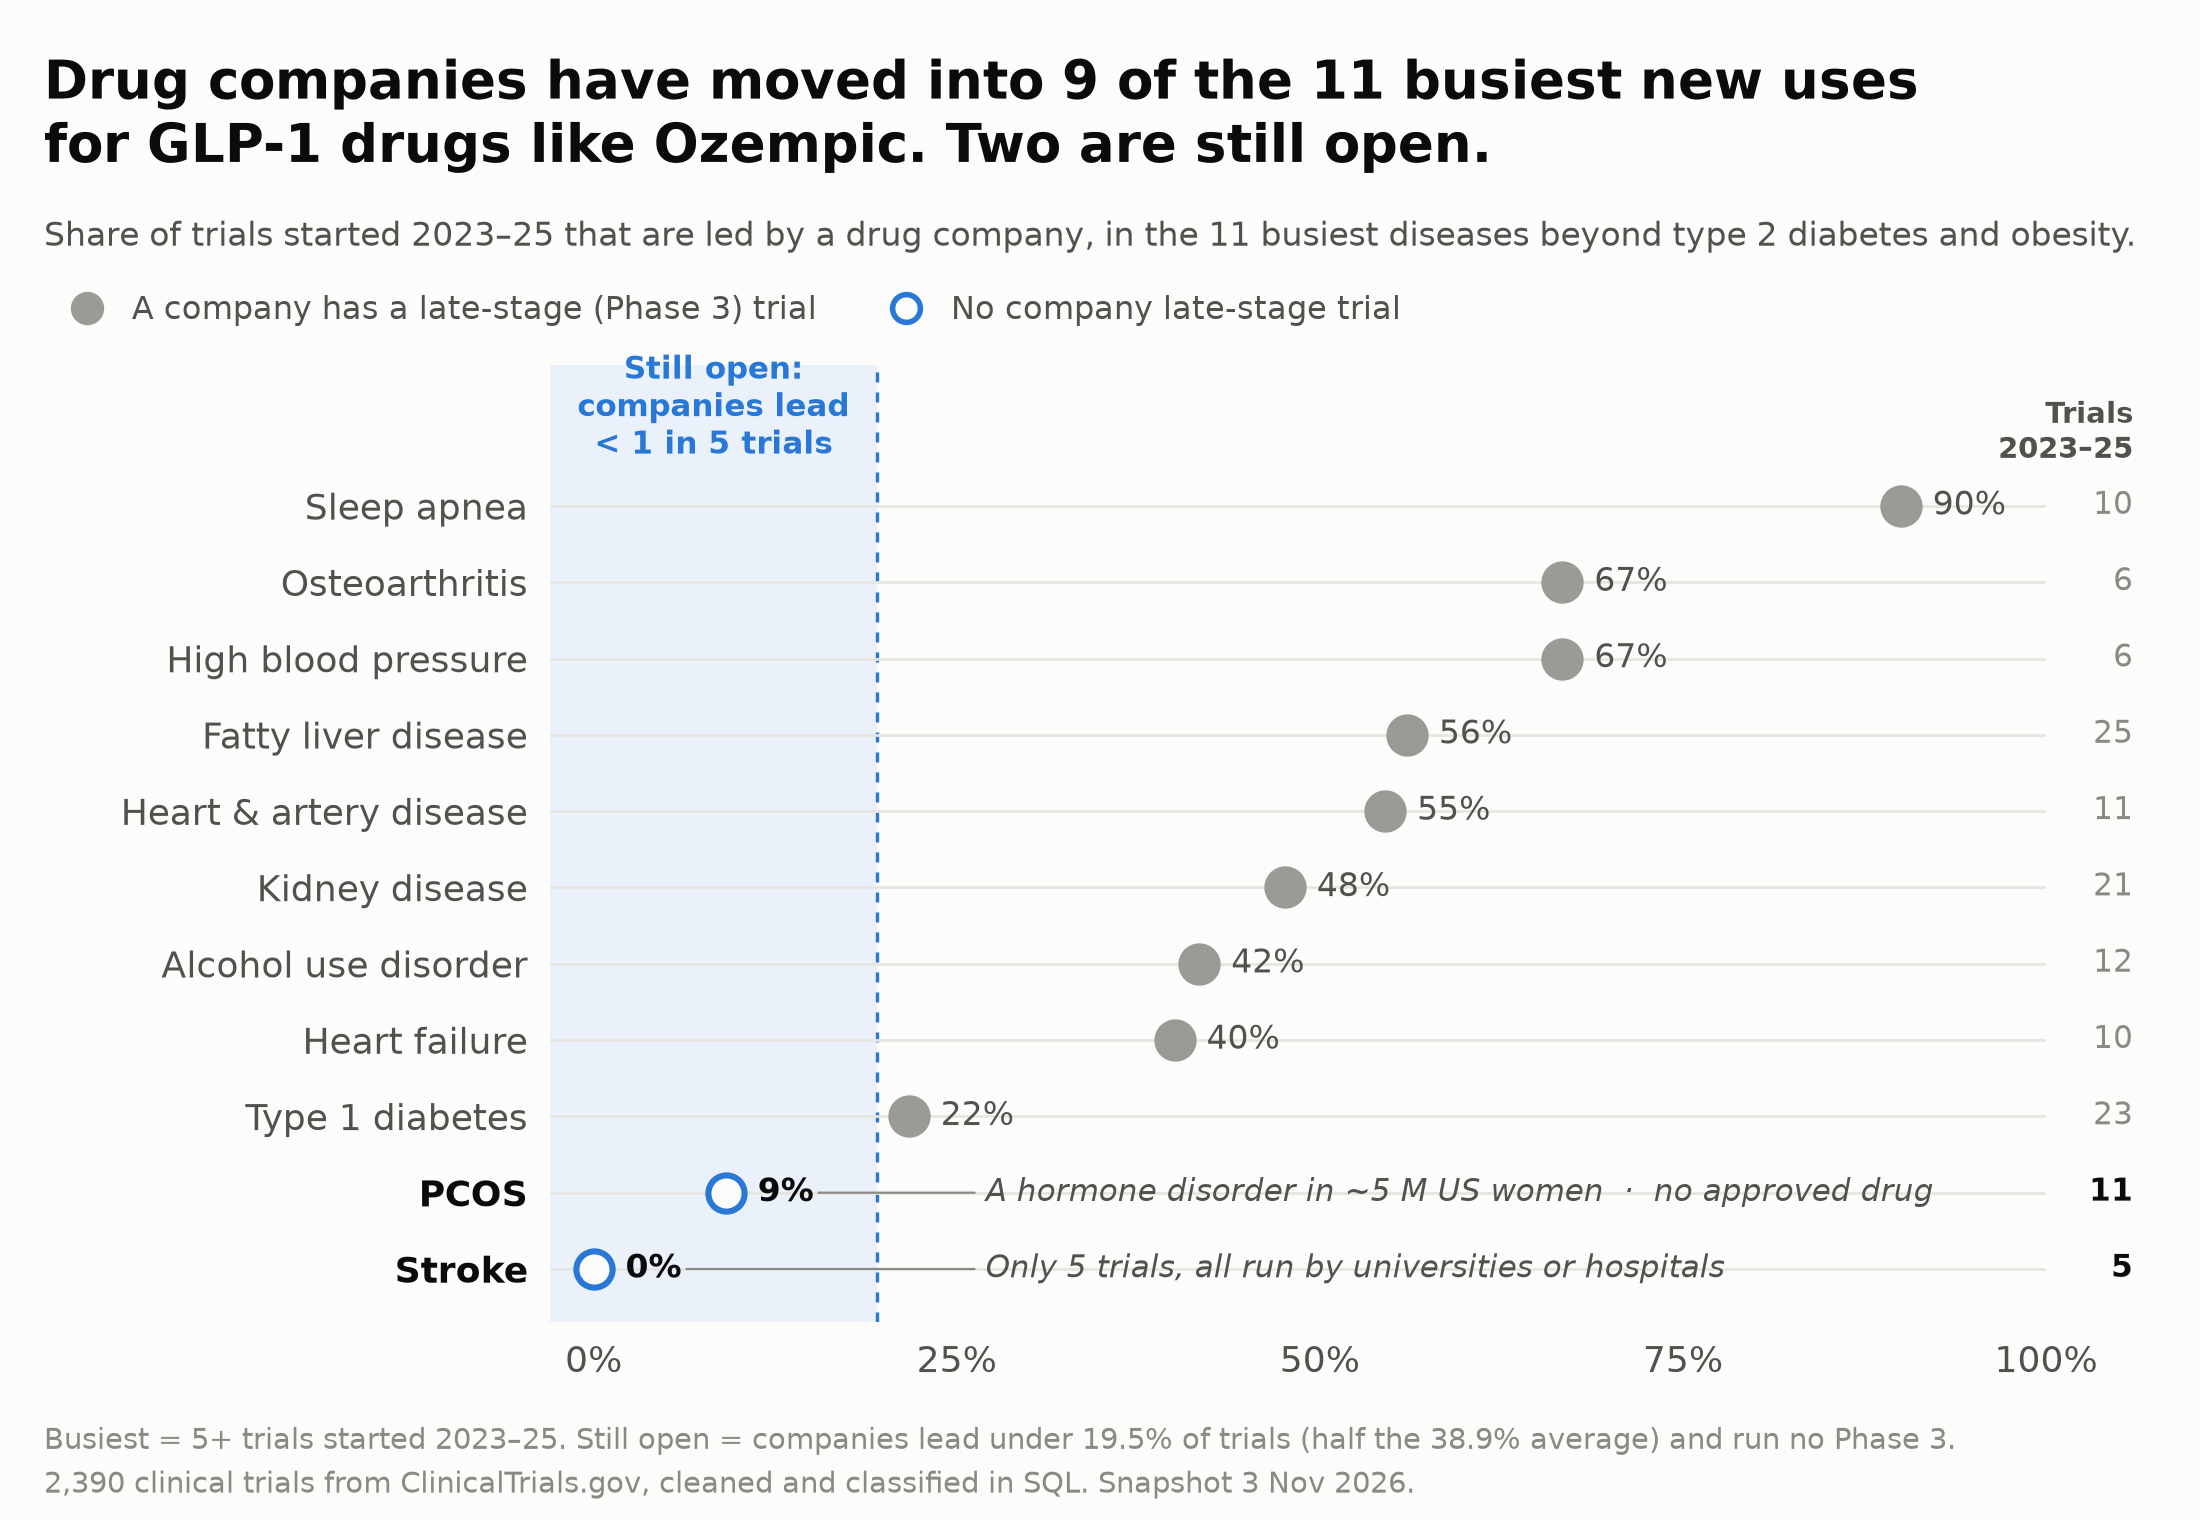 Drug companies have moved into 9 of the 11 busiest new uses
for GLP-1 drugs like Ozempic. Two are still open.
Share of trials started 2023–25 that are led by a drug company, in the 11 busiest diseases beyond type 2 diabetes and obesity.
A company has a late-stage (Phase 3) trial No company late-stage trial
Still open:
companies lead
< 1 in 5 trials
Trials
2023–25
Sleep apnea 90% 10
Osteoarthritis 67% 6
High blood pressure 67% 6
Fatty liver disease 56% 25
Heart & artery disease 55% 11
Kidney disease 48% 21
Alcohol use disorder 42% 12
Heart failure 40% 10
Type 1 diabetes 22% 23
PCOS 9% A hormone disorder in ~5 M US women · no approved drug 11
Stroke 0% Only 5 trials, all run by universities or hospitals 5
0% 25% 50% 75% 100%
Busiest = 5+ trials started 2023–25. Still open = companies lead under 19.5% of trials (half the 38.9% average) and run no Phase 3.
2,390 clinical trials from ClinicalTrials.gov, cleaned and classified in SQL. Snapshot 3 Nov 2026.